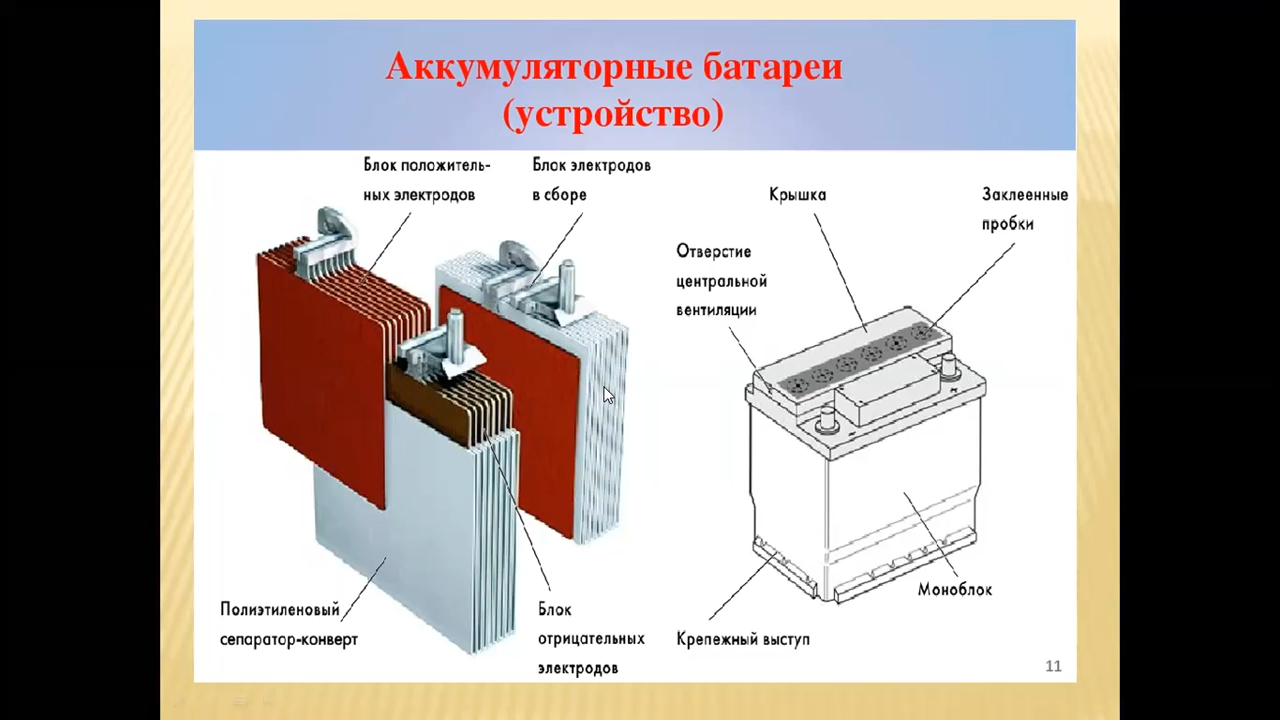 Аккумуляторные батареи
(устройство)
Блок положитель-
ных электродов
Блок электродов
в сборе
Крышка
Заклеенные
пробки
Отверстие
центральной
вентиляции
Полиэтиленовый
сепаратор-конверт
Блок
отрицательных
электродов
Крепежный выступ
Моноблок
11